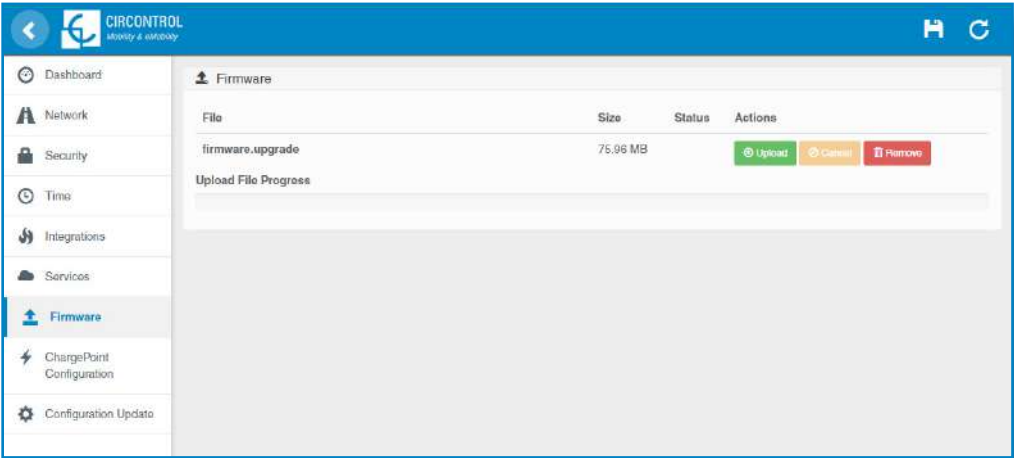 CIRCONTROL
Mobility & eMobility
Dashboard
Network
Security
Time
Integrations
Services
Firmware
ChargePoint
Configuration
Configuration Update
Firmware
File Size Status Actions
firmware.upgrade 75.96 MB Upload Cancel Remove
Upload File Progress